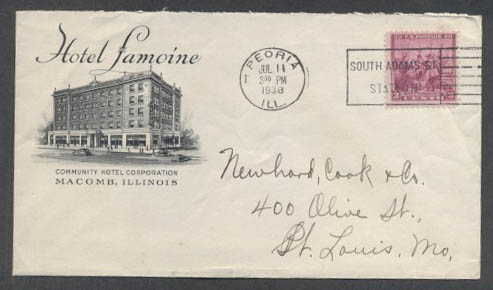 Hotel Lamoine
COMMUNITY HOTEL CORPORATION
MACOMB, ILLINOIS
PEORIA
JUL 11
PM
1938
ILL.
SOUTH ADAMS ST.
STATION
Newhard, Cook & Co.
400 Olive St.,
St. Louis, Mo.